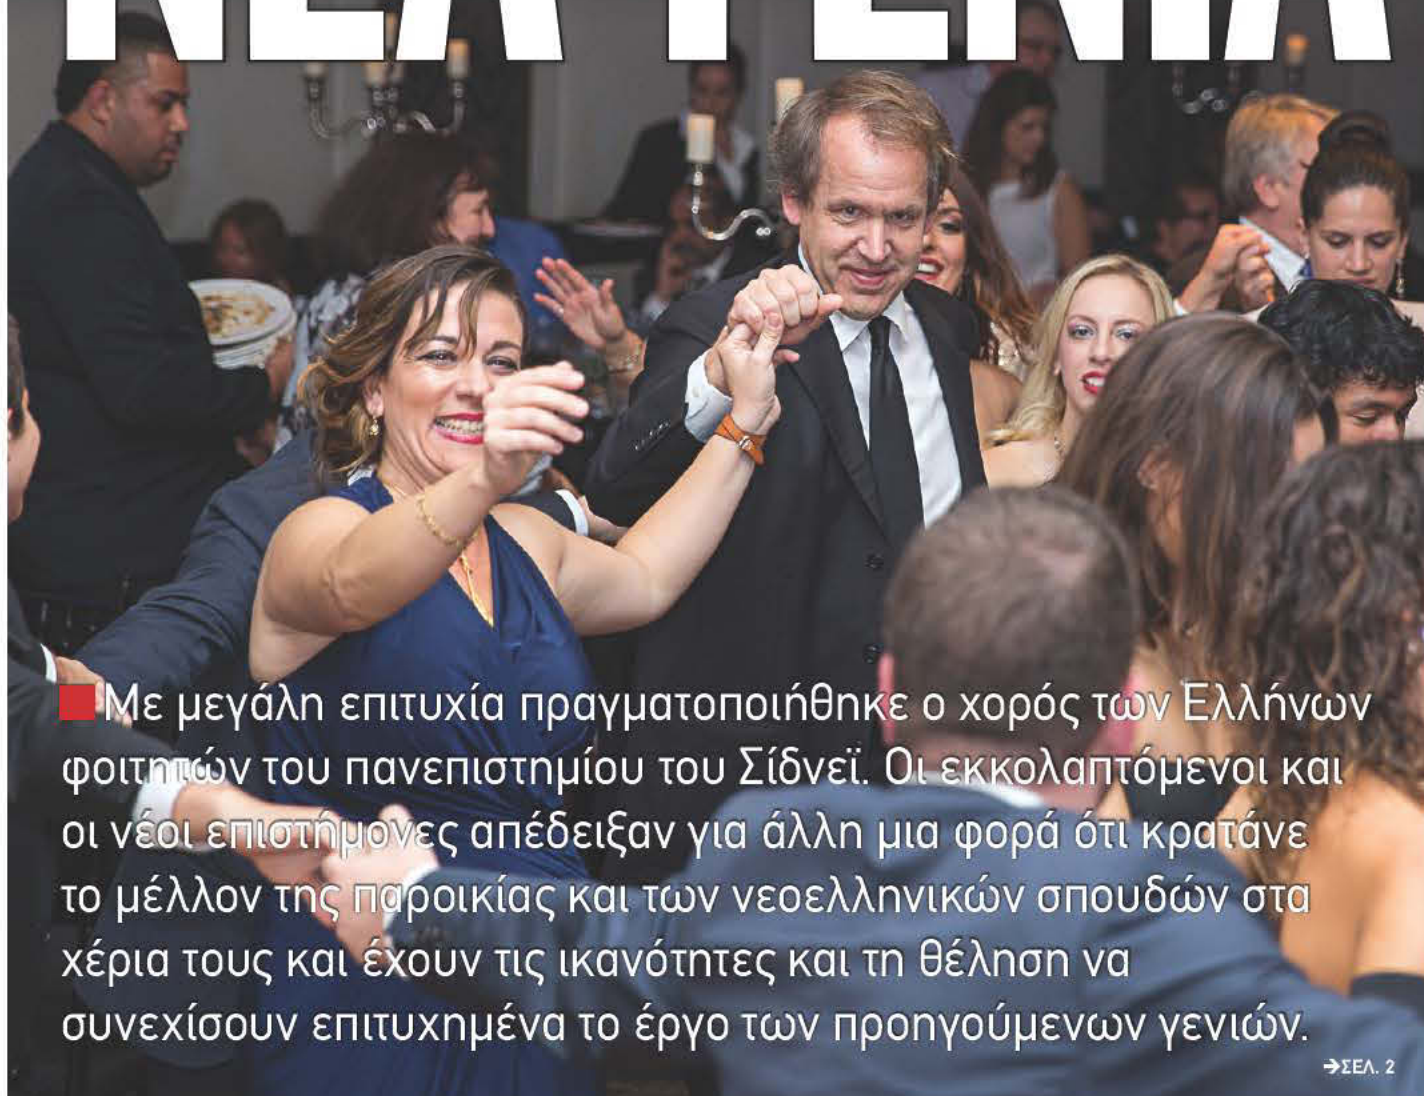 ΝΕΑ ΓΕΝΙΑ
Με μεγάλη επιτυχία πραγματοποιήθηκε ο χορός των Ελλήνων
φοιτητών του πανεπιστημίου του Σίδνεϊ. Οι εκκολαπτόμενοι και
οι νέοι επιστήμονες απέδειξαν για άλλη μια φορά ότι κρατάνε
το μέλλον της παροικίας και των νεοελληνικών σπουδών στα
χέρια τους και έχουν τις ικανότητες και τη θέληση να
συνεχίσουν επιτυχημένα το έργο των προηγούμενων γενιών.
➔ΣΕΛ. 2